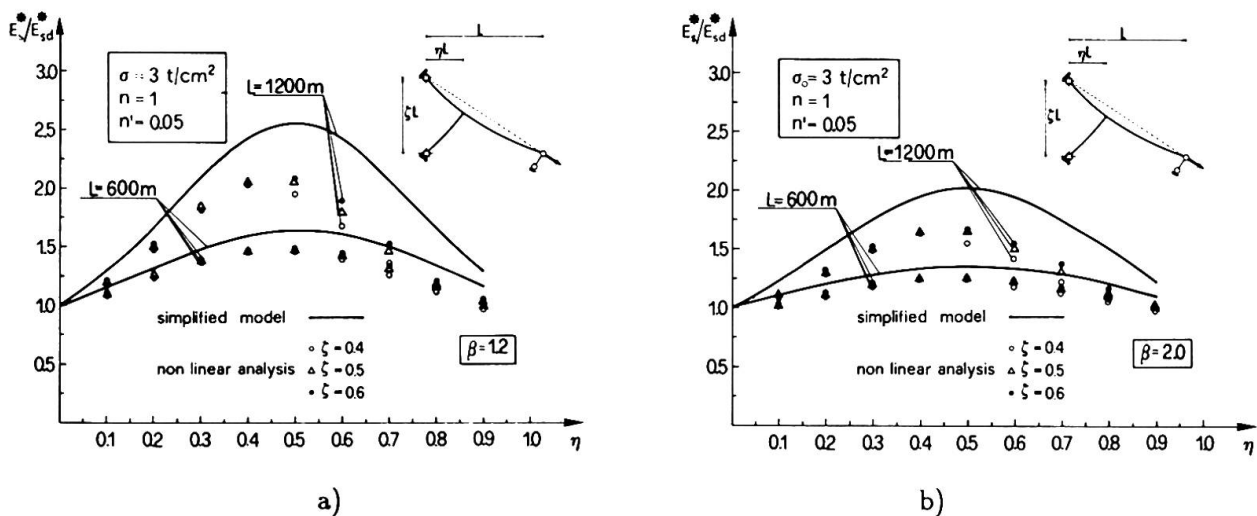 E*s/E*sd
3.0
2.5
2.0
1.5
1.0
0.5
σ = 3 t/cm²
n = 1
n' = 0.05
L=1200m
L=600m
L
ηL
ζL
simplified model
non linear analysis
ζ = 0.4
ζ = 0.5
ζ = 0.6
β = 1.2
0.1 0.2 0.3 0.4 0.5 0.6 0.7 0.8 0.9 1.0 η
a)
E*s/E*sd
3.0
2.5
2.0
1.5
1.0
0.5
σo = 3 t/cm²
n = 1
n' = 0.05
L=1200m
L=600m
L
ηL
ζL
simplified model
non linear analysis
ζ = 0.4
ζ = 0.5
ζ = 0.6
β = 2.0
0.1 0.2 0.3 0.4 0.5 0.6 0.7 0.8 0.9 1.0 η
b)